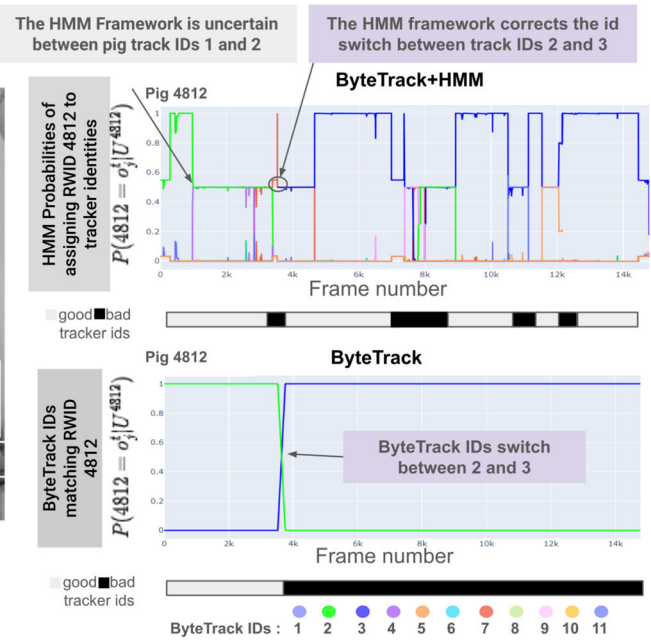 The HMM Framework is uncertain
between pig track IDs 1 and 2
The HMM framework corrects the id
switch between track IDs 2 and 3
ByteTrack+HMM
Pig 4812
HMM Probabilities of
assigning RWID 4812 to
tracker identities
P(4812 = o_j^t|U^{4812})
1
0.8
0.6
0.4
0.2
0
0 2k 4k 6k 8k 10k 12k 14k
Frame number
good bad
tracker ids
Pig 4812
ByteTrack
ByteTrack IDs
matching RWID
4812
P(4812 = o_j^t|U^{4812})
1
0.8
0.6
0.4
0.2
0
ByteTrack IDs switch
between 2 and 3
0 2k 4k 6k 8k 10k 12k 14k
Frame number
good bad
tracker ids
ByteTrack IDs : 1 2 3 4 5 6 7 8 9 10 11